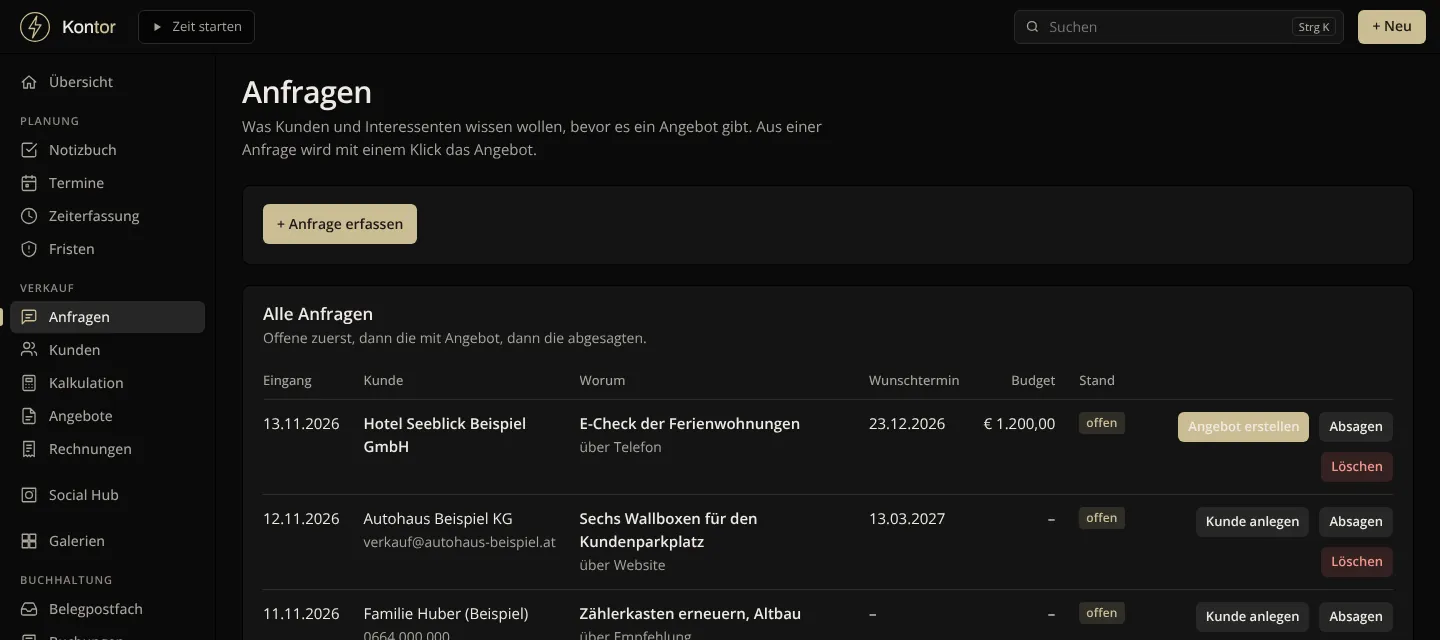 Kontor
Zeit starten
Suchen
Strg K
+ Neu
Übersicht
PLANUNG
Notizbuch
Termine
Zeiterfassung
Fristen
VERKAUF
Anfragen
Kunden
Kalkulation
Angebote
Rechnungen
Social Hub
Galerien
BUCHHALTUNG
Belegpostfach
Buchungen
Anfragen
Was Kunden und Interessenten wissen wollen, bevor es ein Angebot gibt. Aus einer
Anfrage wird mit einem Klick das Angebot.
+ Anfrage erfassen
Alle Anfragen
Offene zuerst, dann die mit Angebot, dann die abgesagten.
Eingang Kunde Worum Wunschtermin Budget Stand
13.11.2026 Hotel Seeblick Beispiel E-Check der Ferienwohnungen 23.12.2026 € 1.200,00 offen Angebot erstellen Absagen
GmbH über Telefon
Löschen
12.11.2026 Autohaus Beispiel KG Sechs Wallboxen für den 13.03.2027 – offen Kunde anlegen Absagen
verkauf@autohaus-beispiel.at Kundenparkplatz
über Website Löschen
11.11.2026 Familie Huber (Beispiel) Zählerkasten erneuern, Altbau – – offen Kunde anlegen Absagen
0664 000 000 über Empfehlung